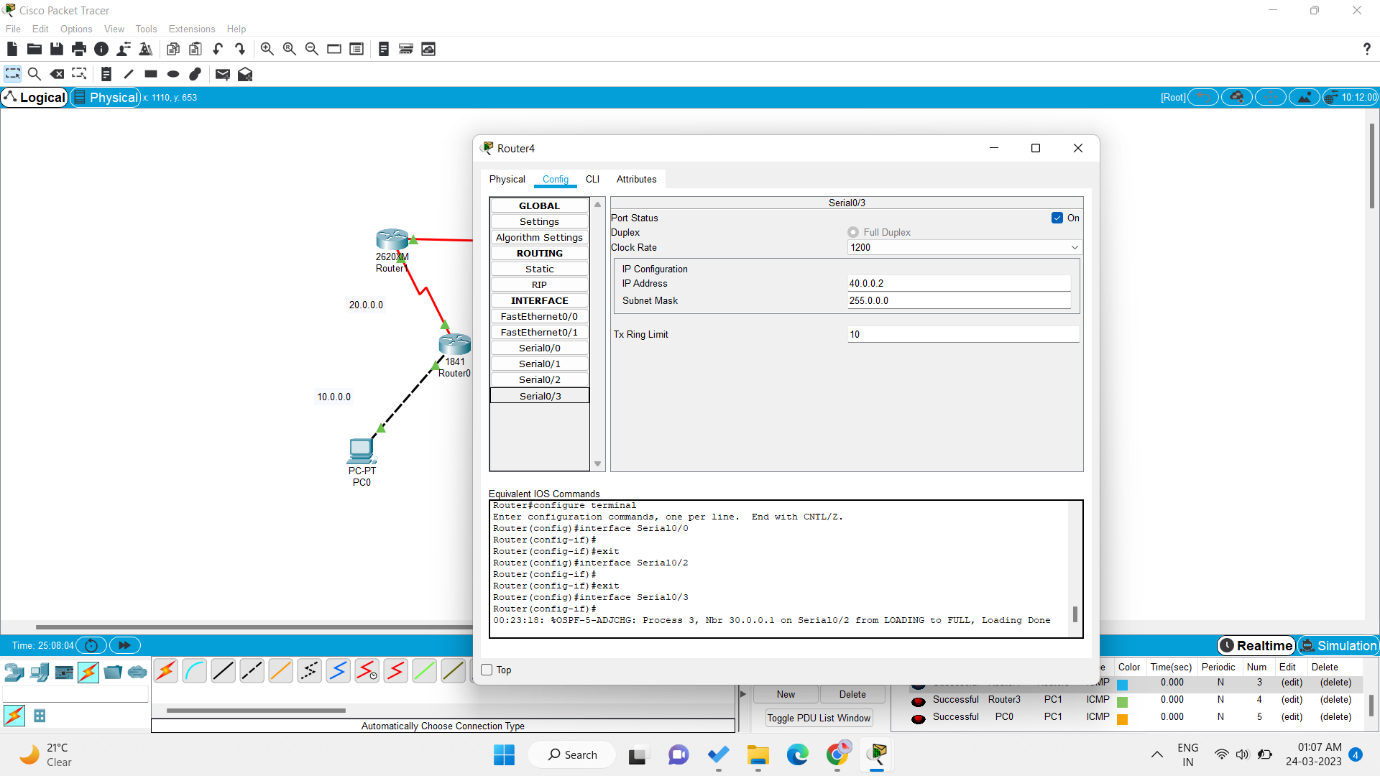 Cisco Packet Tracer
File Edit Options View Tools Extensions Help
?
Logical Physical x: 1110, y: 653 [Root] 10:12:00
Router4
Physical Config CLI Attributes
GLOBAL
Settings
Algorithm Settings
ROUTING
Static
RIP
INTERFACE
FastEthernet0/0
FastEthernet0/1
Serial0/0
Serial0/1
Serial0/2
Serial0/3
Serial0/3
Port Status On
Duplex Full Duplex
Clock Rate 1200
IP Configuration
IP Address 40.0.0.2
Subnet Mask 255.0.0.0
Tx Ring Limit 10
2620XM
Router1
20.0.0.0
1841
Router0
10.0.0.0
PC-PT
PC0
Equivalent IOS Commands
Router#configure terminal
Enter configuration commands, one per line. End with CNTL/Z.
Router(config)#interface Serial0/0
Router(config-if)#
Router(config-if)#exit
Router(config)#interface Serial0/2
Router(config-if)#
Router(config-if)#exit
Router(config)#interface Serial0/3
Router(config-if)#
00:23:18: %OSPF-5-ADJCHG: Process 3, Nbr 30.0.0.1 on Serial0/2 from LOADING to FULL, Loading Done
Top
Time: 25:08:04 Realtime Simulation
Color Time(sec) Periodic Num Edit Delete
ICMP 0.000 N 3 (edit) (delete)
Successful Router3 PC1 ICMP 0.000 N 4 (edit) (delete)
Successful PC0 PC1 ICMP 0.000 N 5 (edit) (delete)
New Delete
Toggle PDU List Window
Automatically Choose Connection Type
21°C
Clear
Search
ENG
IN
01:07 AM
24-03-2023
4